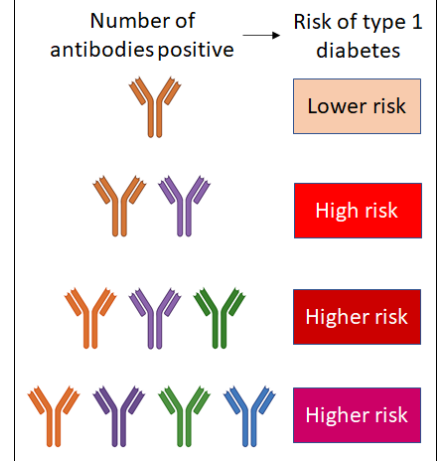 Number of
antibodies positive
Risk of type 1
diabetes
Lower risk
High risk
Higher risk
Higher risk